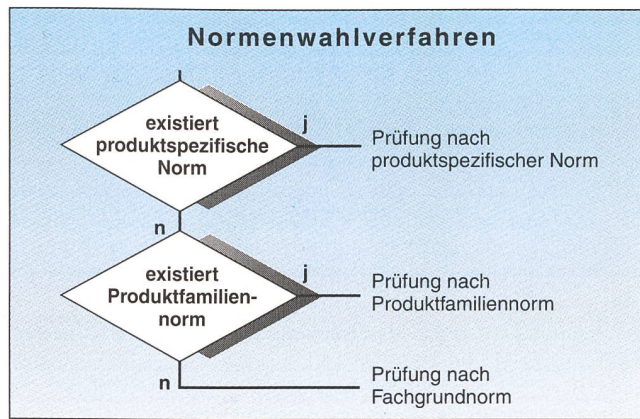 Normenwahlverfahren
existiert
produktspezifische
Norm
j
Prüfung nach
produktspezifischer Norm
n
existiert
Produktfamilien-
norm
j
Prüfung nach
Produktfamiliennorm
n
Prüfung nach
Fachgrundnorm